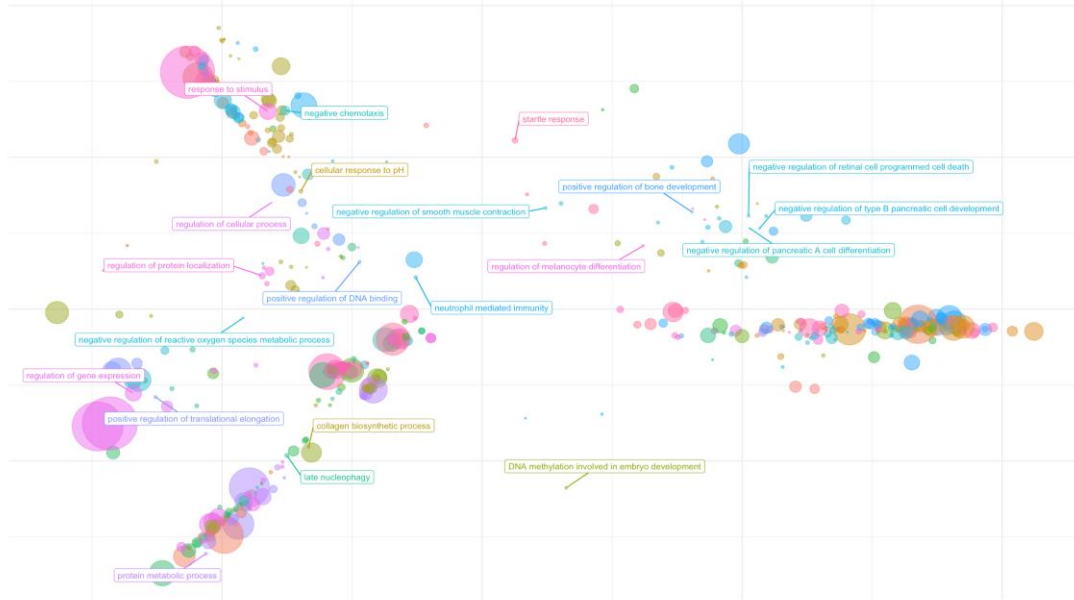 response to stimulus
negative chemotaxis
startle response
cellular response to pH
negative regulation of retinal cell programmed cell death
positive regulation of bone development
negative regulation of smooth muscle contraction
negative regulation of type B pancreatic cell development
regulation of cellular process
negative regulation of pancreatic A cell differentiation
regulation of protein localization
regulation of melanocyte differentiation
positive regulation of DNA binding
neutrophil mediated immunity
negative regulation of reactive oxygen species metabolic process
regulation of gene expression
positive regulation of translational elongation
collagen biosynthetic process
DNA methylation involved in embryo development
late nucleophagy
protein metabolic process